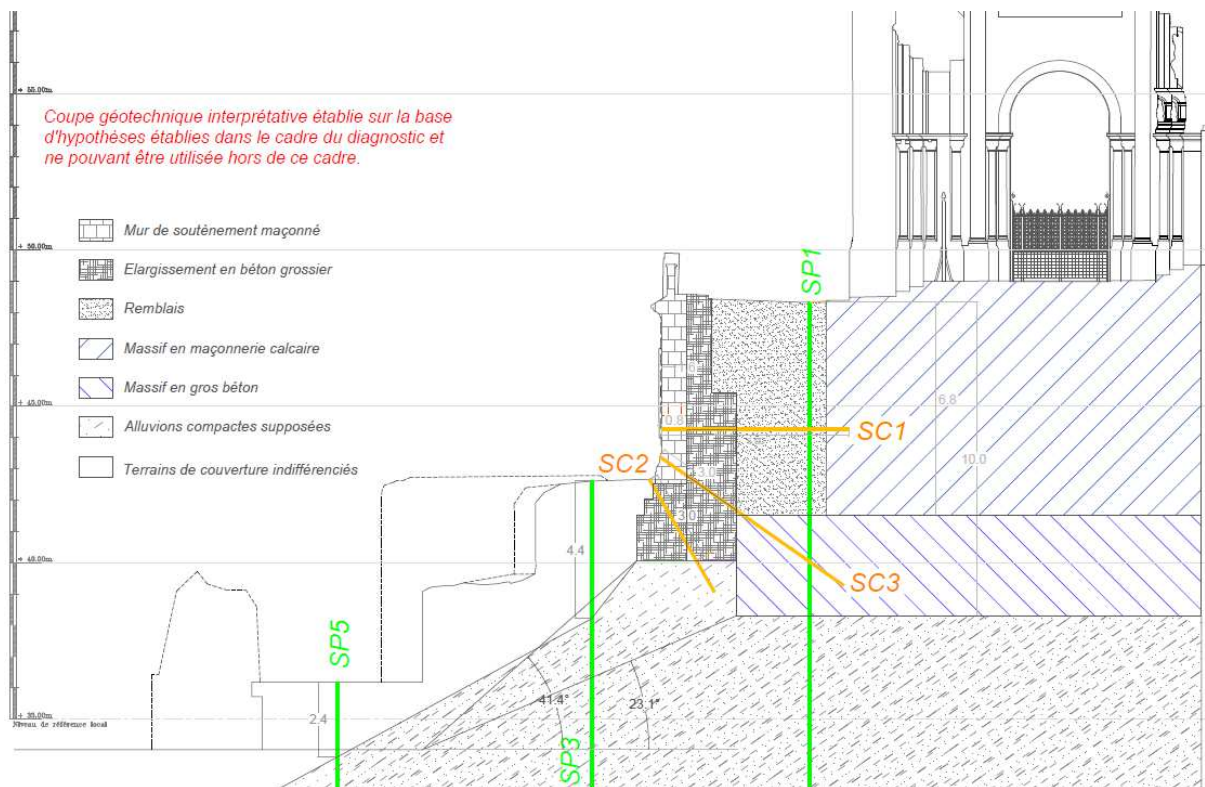 + 55.00m
Coupe géotechnique interprétative établie sur la base
d'hypothèses établies dans le cadre du diagnostic et
ne pouvant être utilisée hors de ce cadre.
Mur de soutènement maçonné
+ 50.00m
Elargissement en béton grossier
SP1
Remblais
Massif en maçonnerie calcaire
Massif en gros béton
6.8
+ 45.00m
0.8
Alluvions compactes supposées
SC1
10.0
SC2
Terrains de couverture indifférenciés
3.0
3.0
4.4
+ 40.00m
SC3
SP5
41.4°
23.1°
2.4
Niveau de référence local
SP3